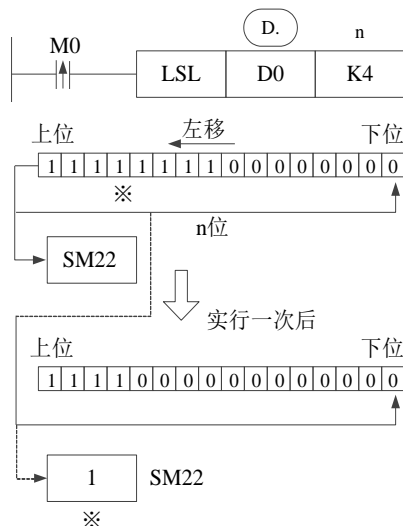 D.
n
M0
LSL
D0
K4
上位
左移
下位
1 1 1 1 1 1 1 1 0 0 0 0 0 0 0 0
※
n位
SM22
实行一次后
上位
下位
1 1 1 1 0 0 0 0 0 0 0 0 0 0 0 0
1
SM22
※